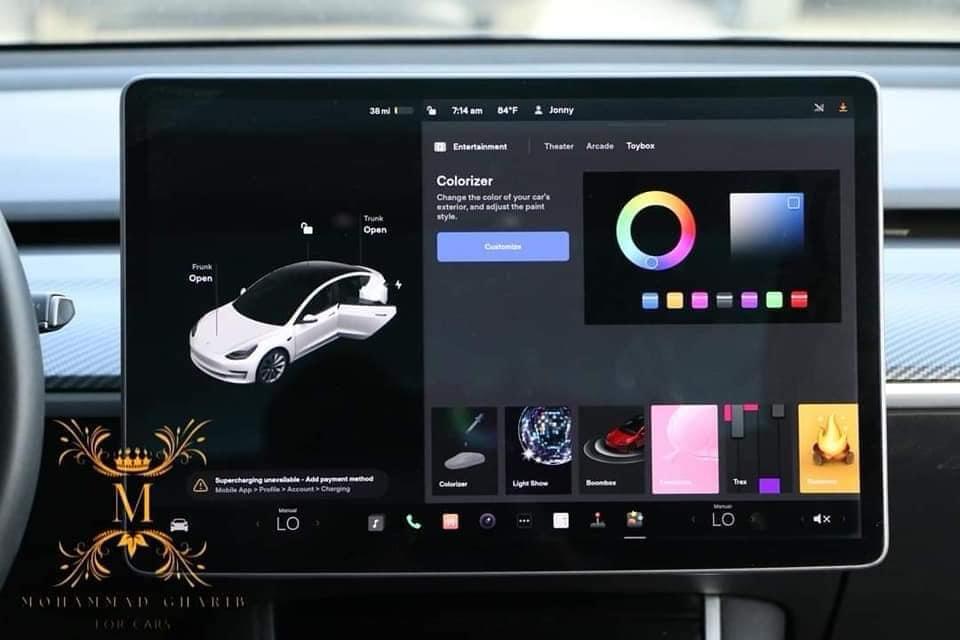 38 mi
7:14 am
84°F
Jonny
Entertainment
Theater
Arcade
Toybox
Colorizer
Change the color of your car's
exterior, and adjust the paint
style.
Customize
Trunk
Open
Frunk
Open
Colorizer
Light Show
Boombox
Trax
Supercharging unavailable - Add payment method
Mobile App > Profile > Account > Charging
Manual
LO
Manual
LO
M
MOHAMMAD GHARIB
FOR CARS